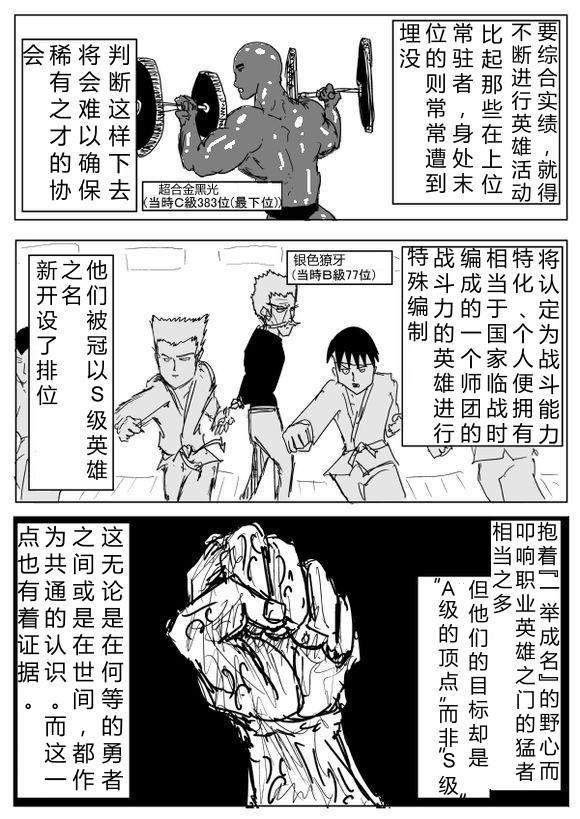 要综合实绩，就得
不断进行英雄活动
比起那些在上位
常驻者，身处末
位的则常常遭到
埋没
判断这样下去
将会难以确保
稀有之才的协
会
超合金黑光
(当時C級383位(最下位))
将认定为战斗能力
特化、个人便拥有
相当于国家临战时
编成的一个师团的
战斗力的英雄进行
特殊编制
银色獠牙
(当時B級77位)
他们被冠以S级英雄
之名
新开设了排位
抱着『一举成名』的野心而
叩响职业英雄之门的猛者
相当之多
但他们的目标却是
"A级的顶点"而非"S级"
这无论是在何等的勇者
之间或是在世间，都作
为共通的认识。而这一
点也有着证据。